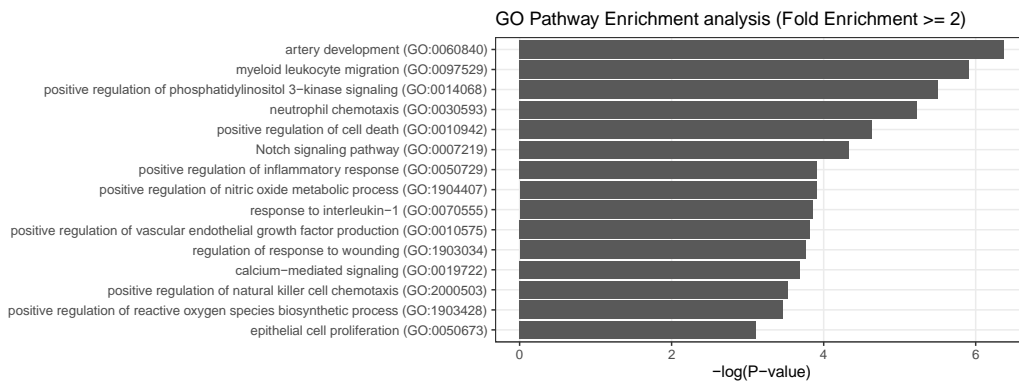 GO Pathway Enrichment analysis (Fold Enrichment >= 2)
artery development (GO:0060840)
myeloid leukocyte migration (GO:0097529)
positive regulation of phosphatidylinositol 3−kinase signaling (GO:0014068)
neutrophil chemotaxis (GO:0030593)
positive regulation of cell death (GO:0010942)
Notch signaling pathway (GO:0007219)
positive regulation of inflammatory response (GO:0050729)
positive regulation of nitric oxide metabolic process (GO:1904407)
response to interleukin−1 (GO:0070555)
positive regulation of vascular endothelial growth factor production (GO:0010575)
regulation of response to wounding (GO:1903034)
calcium−mediated signaling (GO:0019722)
positive regulation of natural killer cell chemotaxis (GO:2000503)
positive regulation of reactive oxygen species biosynthetic process (GO:1903428)
epithelial cell proliferation (GO:0050673)
0 2 4 6
−log(P−value)